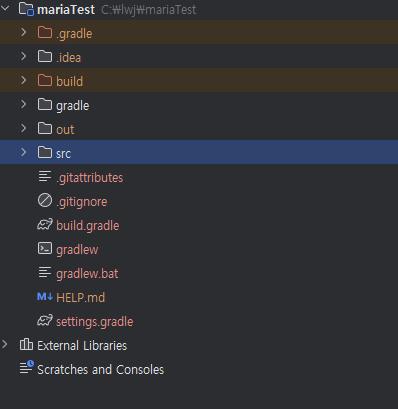 mariaTest C:₩lwj₩mariaTest
.gradle
.idea
build
gradle
out
src
.gitattributes
.gitignore
build.gradle
gradlew
gradlew.bat
M↓ HELP.md
settings.gradle
External Libraries
Scratches and Consoles